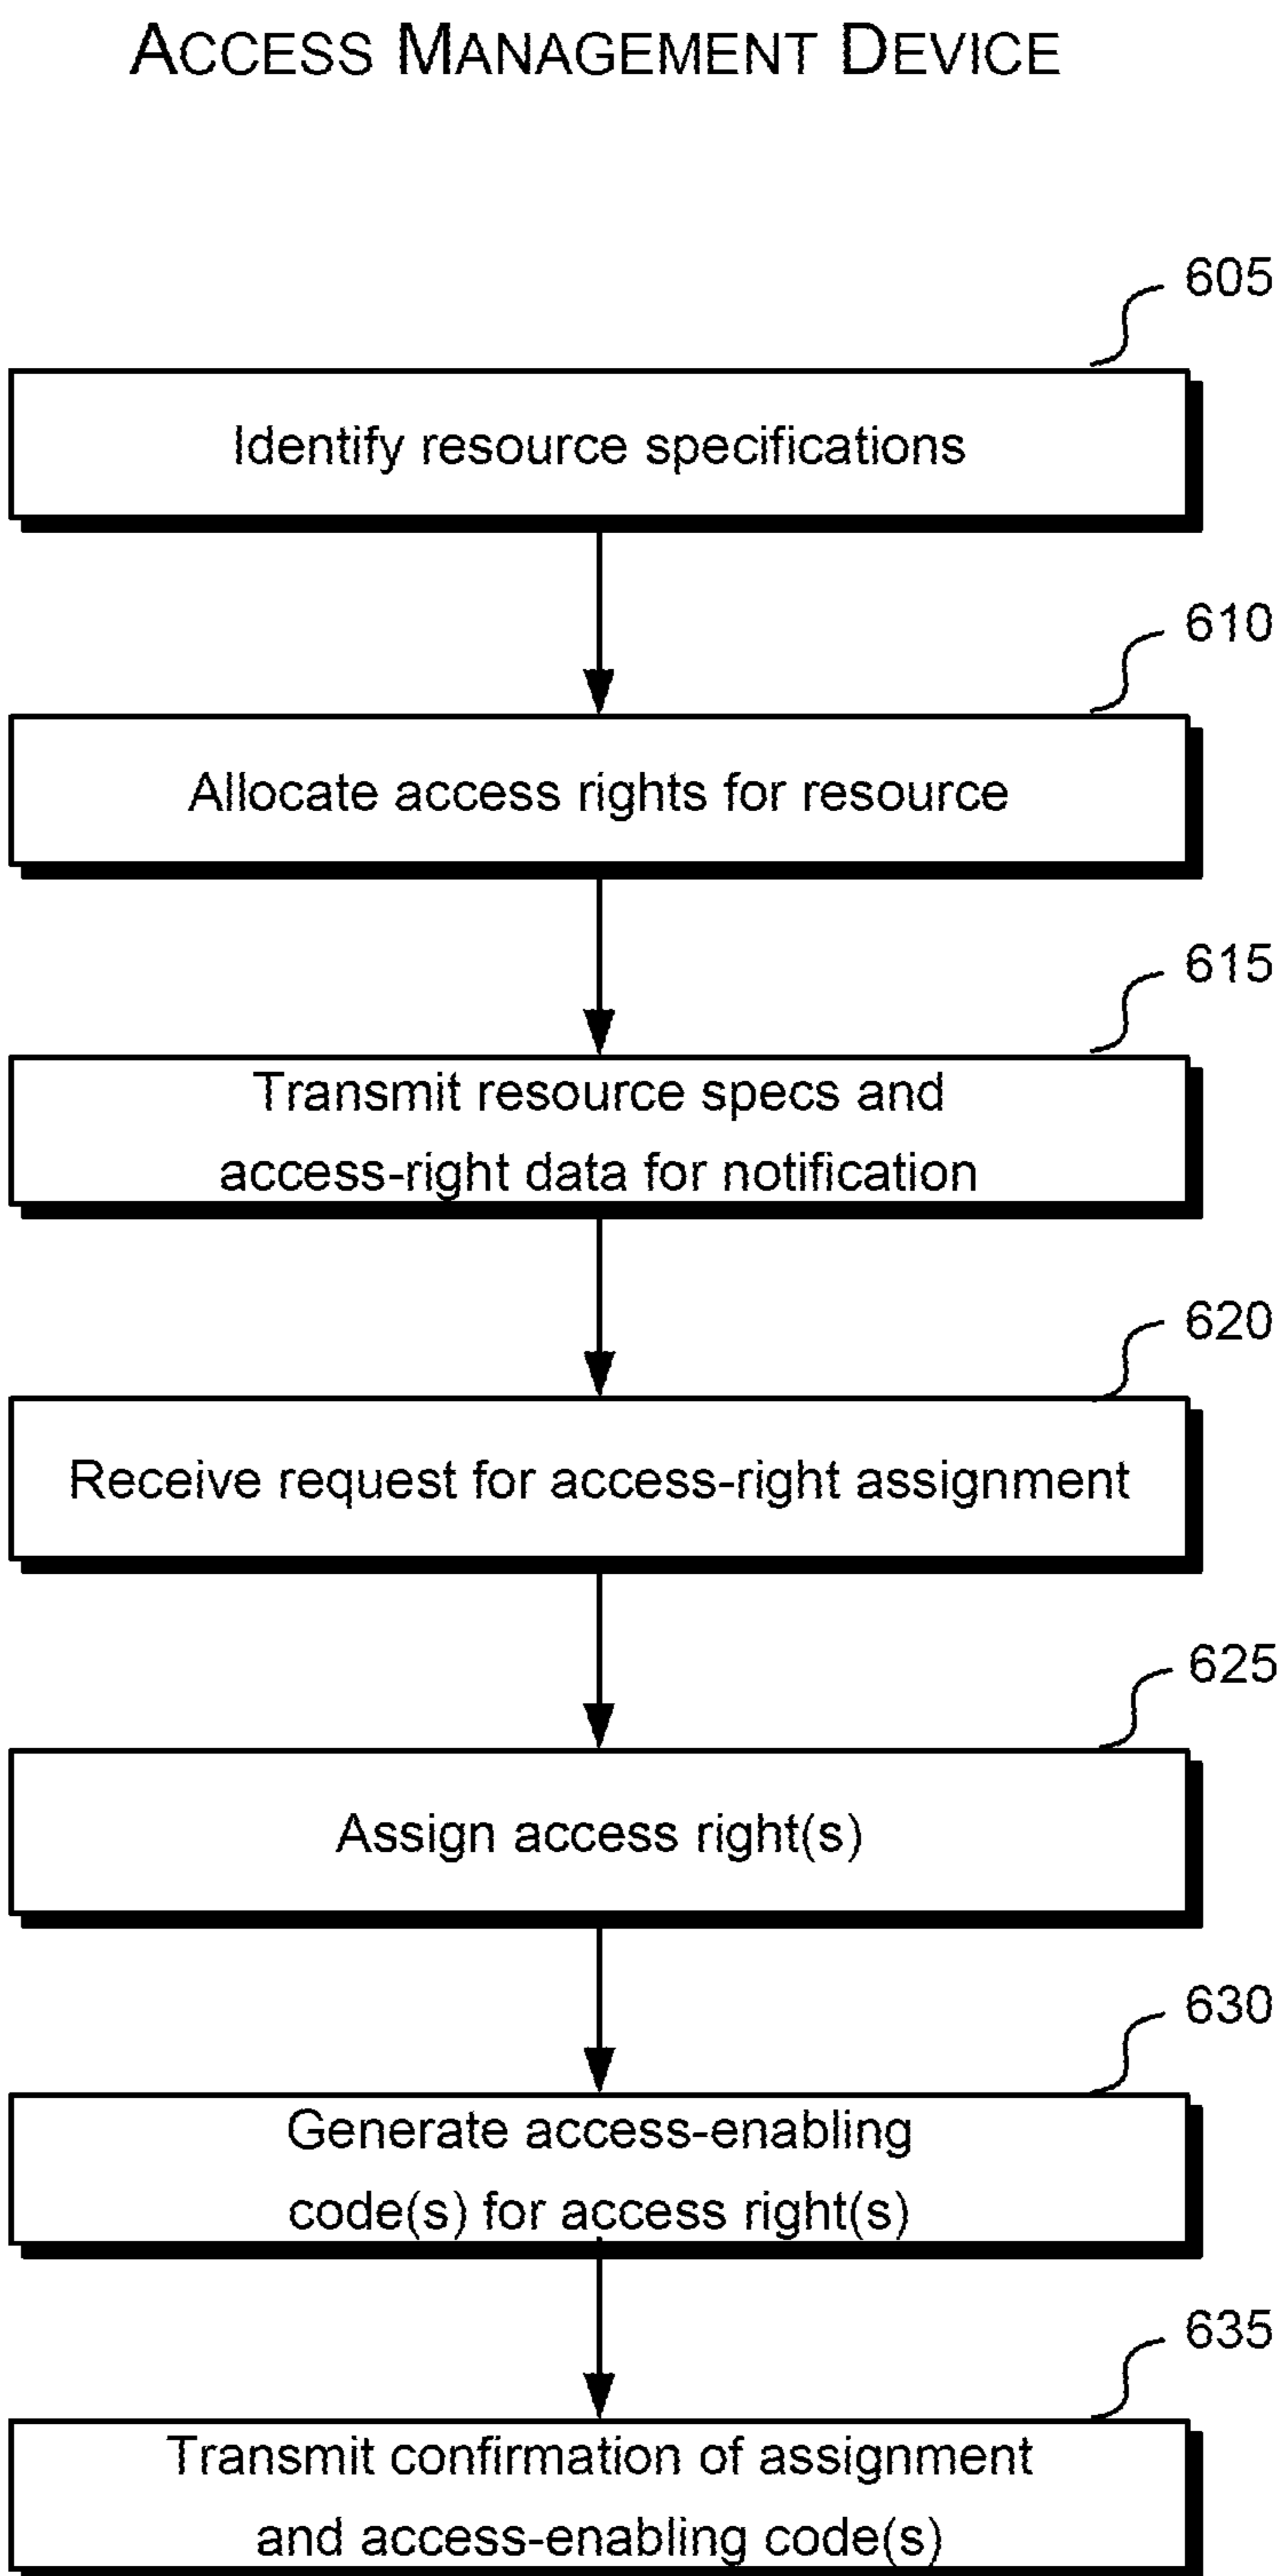 ACCESS MANAGEMENT DEVICE
605
Identify resource specifications
610
Allocate access rights for resource
615
Transmit resource specs and
access-right data for notification
620
Receive request for access-right assignment
625
Assign access right(s)
630
Generate access-enabling
code(s) for access right(s)
635
Transmit confirmation of assignment
and access-enabling code(s)